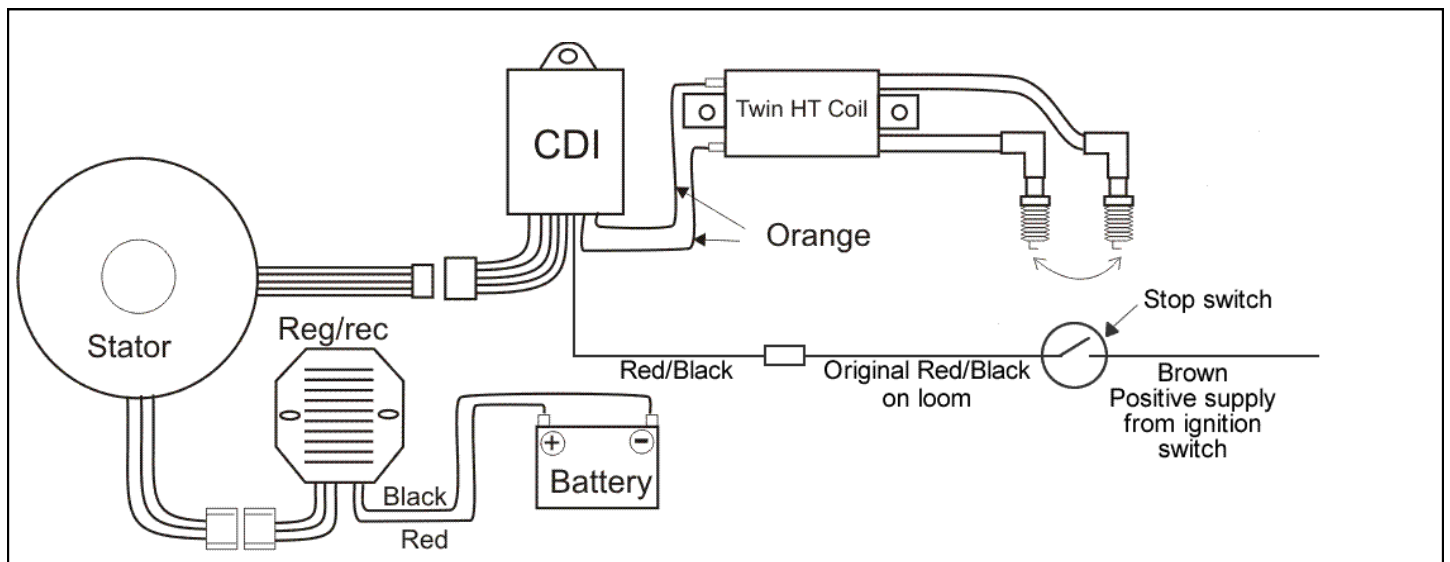 CDI
Twin HT Coil
Orange
Stator
Reg/rec
Stop switch
Red/Black
Original Red/Black
on loom
Brown
Positive supply
from ignition
switch
+
-
Battery
Black
Red